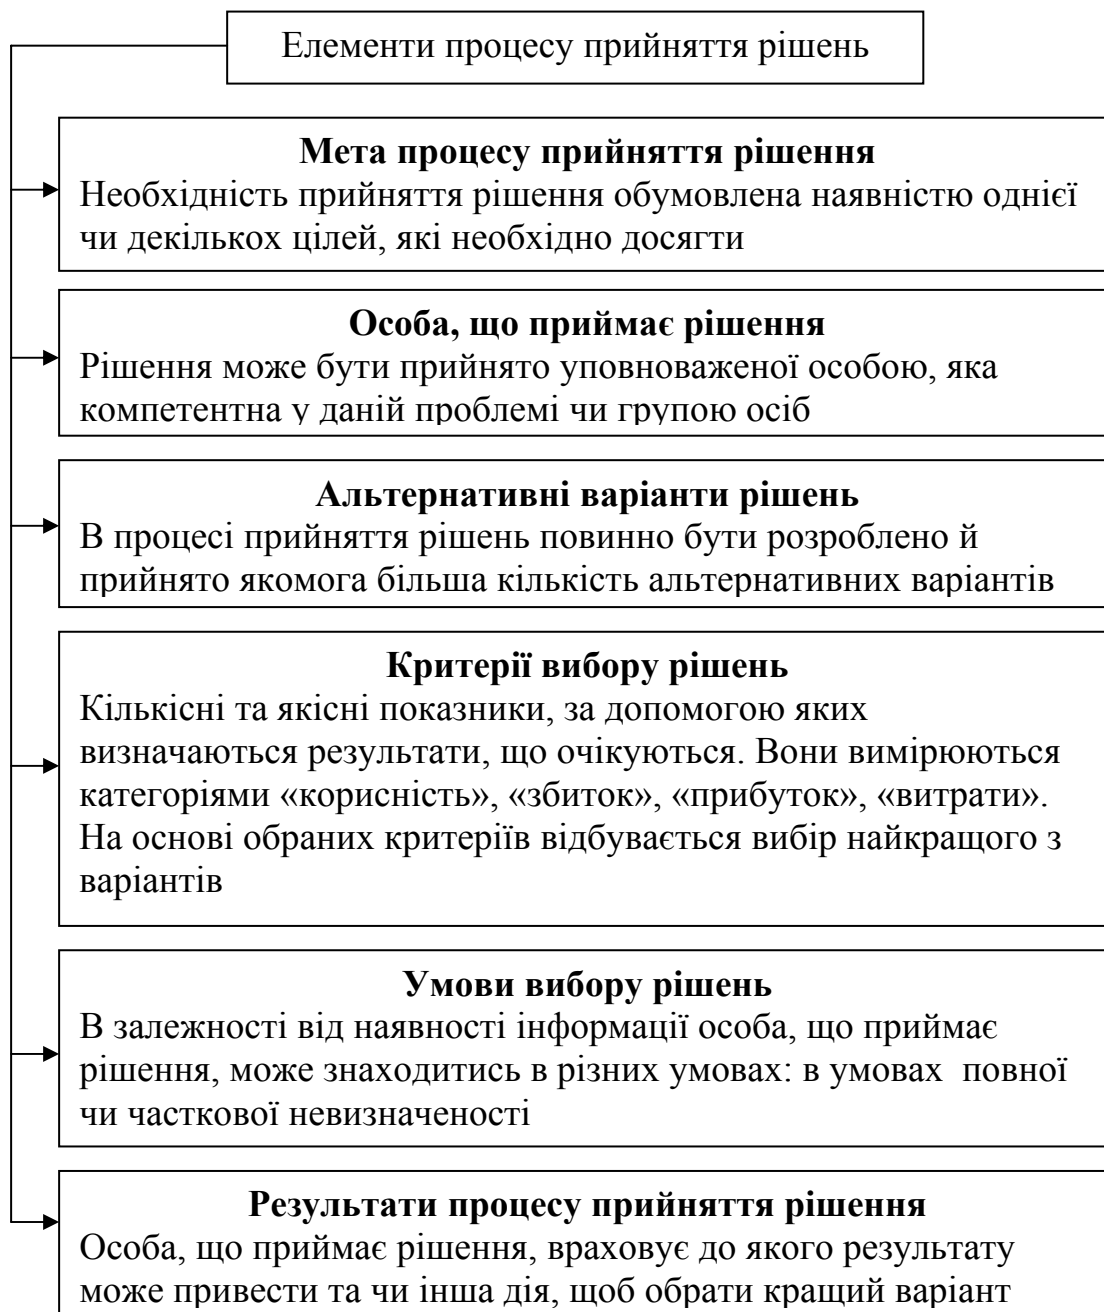 Елементи процесу прийняття рішень
Мета процесу прийняття рішення
Необхідність прийняття рішення обумовлена наявністю однієї
чи декількох цілей, які необхідно досягти
Особа, що приймає рішення
Рішення може бути прийнято уповноваженої особою, яка
компетентна у даній проблемі чи групою осіб
Альтернативні варіанти рішень
В процесі прийняття рішень повинно бути розроблено й
прийнято якомога більша кількість альтернативних варіантів
Критерії вибору рішень
Кількісні та якісні показники, за допомогою яких
визначаються результати, що очікуються. Вони вимірюються
категоріями «корисність», «збиток», «прибуток», «витрати».
На основі обраних критеріїв відбувається вибір найкращого з
варіантів
Умови вибору рішень
В залежності від наявності інформації особа, що приймає
рішення, може знаходитись в різних умовах: в умовах  повної
чи часткової невизначеності
Результати процесу прийняття рішення
Особа, що приймає рішення, враховує до якого результату
може привести та чи інша дія, щоб обрати кращий варіант